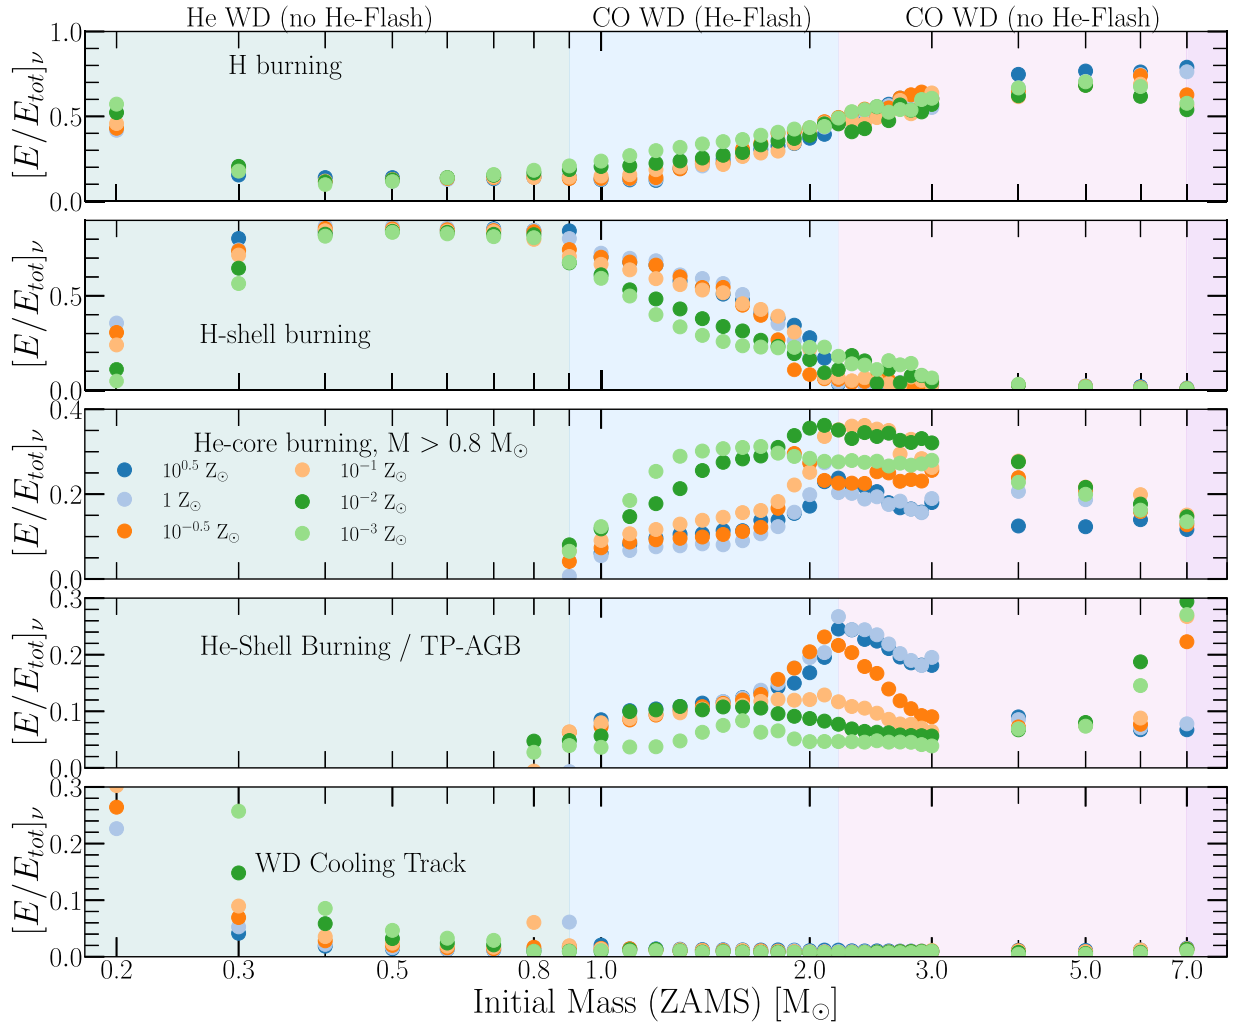 He WD (no He-Flash) CO WD (He-Flash) CO WD (no He-Flash)
1.0
H burning
[E/E_tot]_ν
0.5
0.0
[E/E_tot]_ν
0.5
H-shell burning
0.0
0.4
He-core burning, M > 0.8 M_⊙
10^0.5 Z_⊙ 10^-1 Z_⊙
[E/E_tot]_ν
0.2
1 Z_⊙ 10^-2 Z_⊙
10^-0.5 Z_⊙ 10^-3 Z_⊙
0.0
0.3
He-Shell Burning / TP-AGB
[E/E_tot]_ν
0.2
0.1
0.0
0.3
[E/E_tot]_ν
0.2
WD Cooling Track
0.1
0.0
0.2 0.3 0.5 0.8 1.0 2.0 3.0 5.0 7.0
Initial Mass (ZAMS) [M_⊙]